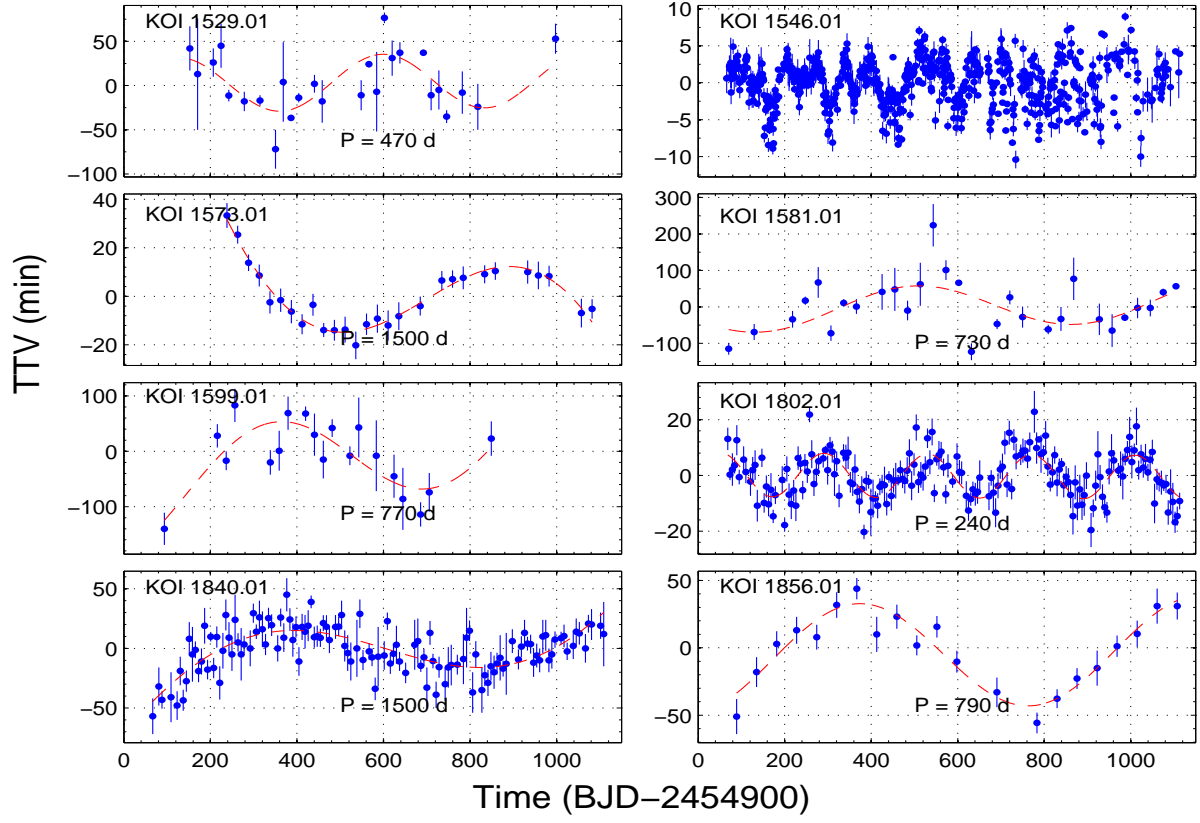 TTV (min)
KOI 1529.01
50
0
−50
−100
P = 470 d
KOI 1546.01
10
5
0
−5
−10
KOI 1573.01
40
20
0
−20
P = 1500 d
KOI 1581.01
300
200
100
0
−100
P = 730 d
KOI 1599.01
100
0
−100
P = 770 d
KOI 1802.01
20
0
−20
P = 240 d
KOI 1840.01
50
0
−50
P = 1500 d
0 200 400 600 800 1000
KOI 1856.01
50
0
−50
P = 790 d
0 200 400 600 800 1000
Time (BJD−2454900)